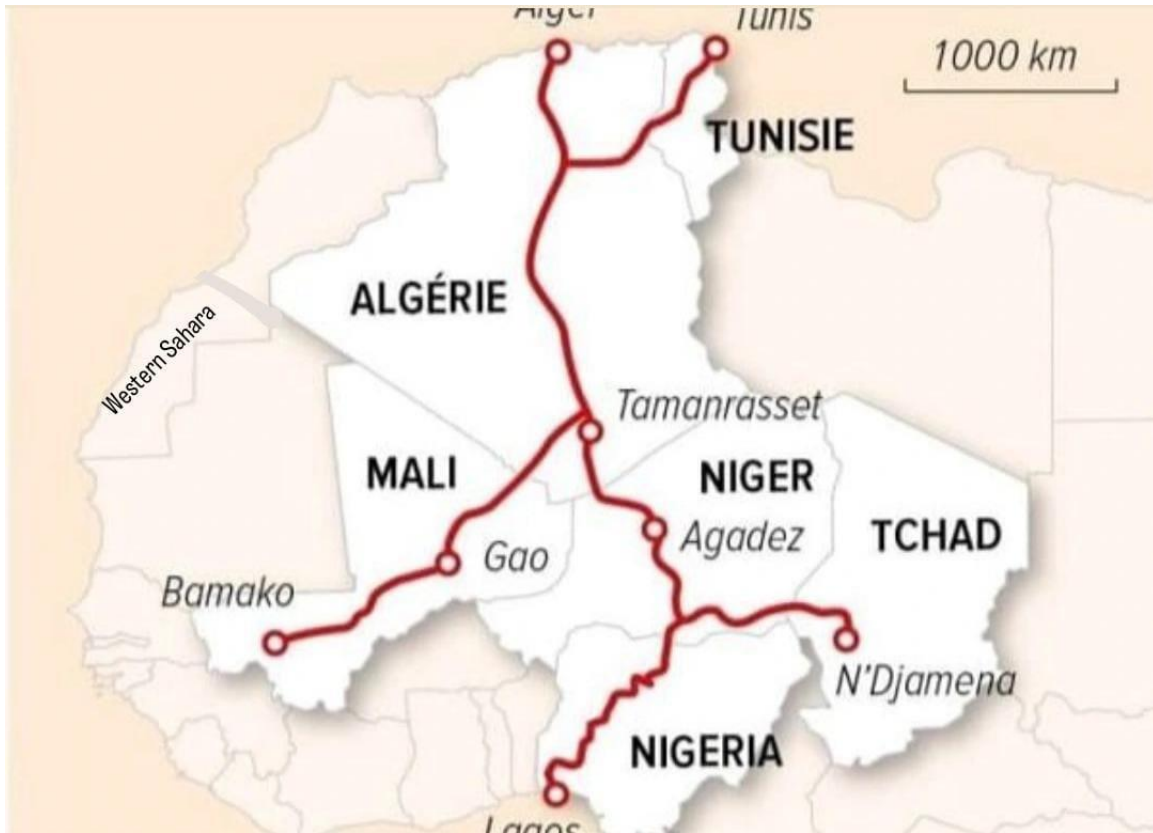 Alger
Tunis
1000 km
TUNISIE
ALGÉRIE
Western Sahara
Tamanrasset
MALI
NIGER
TCHAD
Agadez
Gao
Bamako
N'Djamena
NIGERIA
Lagos